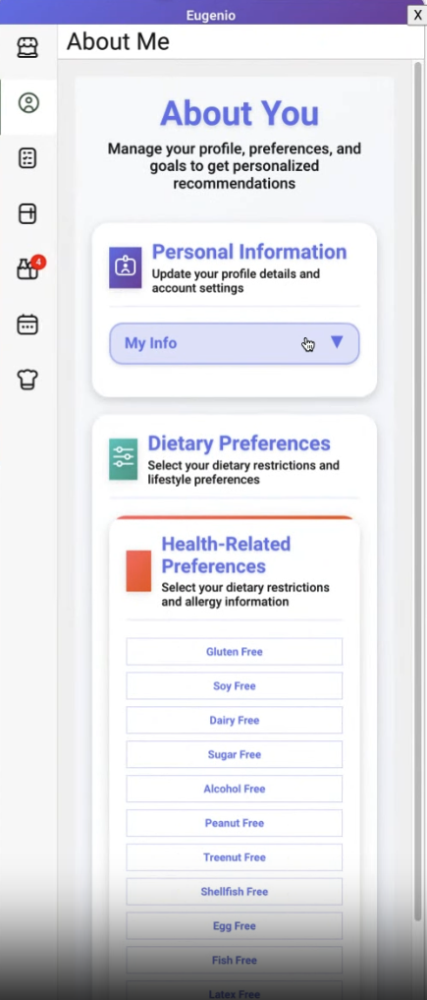 Eugenio
X
About Me
4
About You
Manage your profile, preferences, and
goals to get personalized
recommendations
Personal Information
Update your profile details and
account settings
My Info
Dietary Preferences
Select your dietary restrictions and
lifestyle preferences
Health-Related
Preferences
Select your dietary restrictions
and allergy information
Gluten Free
Soy Free
Dairy Free
Sugar Free
Alcohol Free
Peanut Free
Treenut Free
Shellfish Free
Egg Free
Fish Free
Latex Free